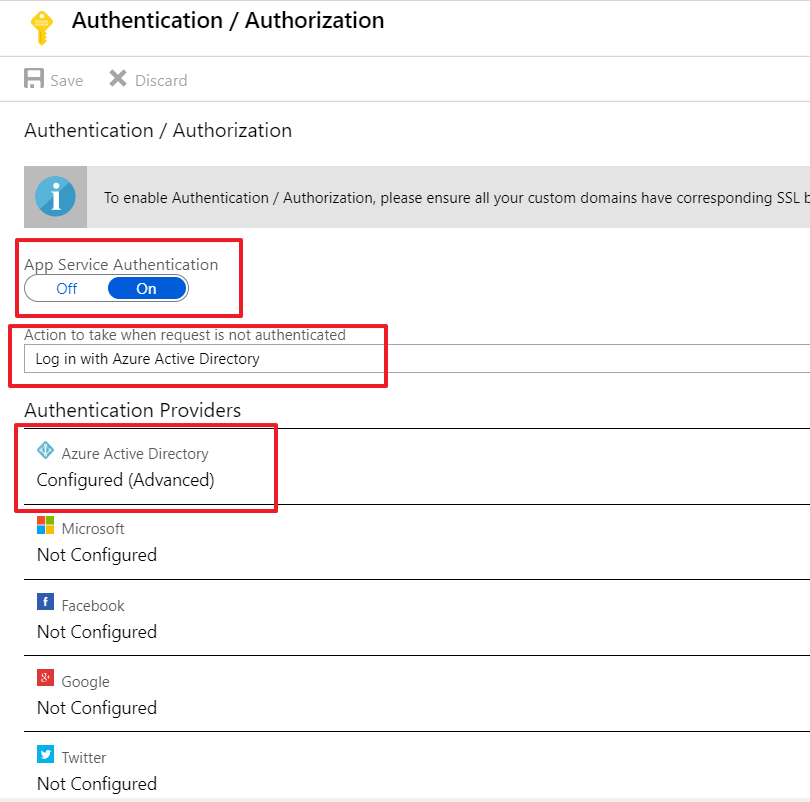 Authentication / Authorization
Save Discard
Authentication / Authorization
To enable Authentication / Authorization, please ensure all your custom domains have corresponding SSL b
App Service Authentication
Off On
Action to take when request is not authenticated
Log in with Azure Active Directory
Authentication Providers
Azure Active Directory
Configured (Advanced)
Microsoft
Not Configured
Facebook
Not Configured
Google
Not Configured
Twitter
Not Configured